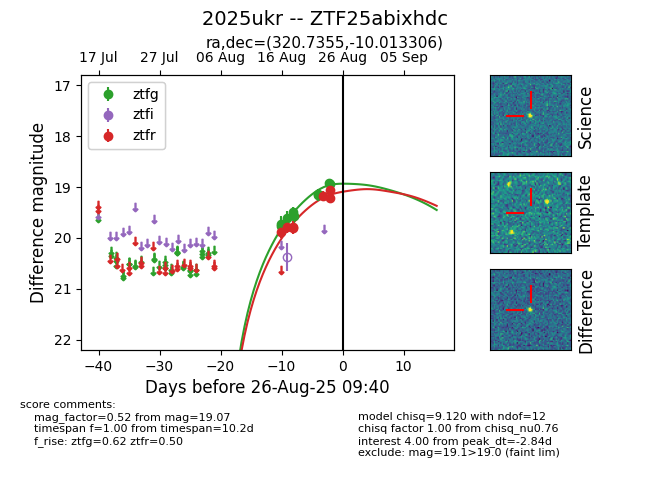 2025ukr -- ZTF25abixhdc
ra,dec=(320.7355,-10.013306)
17 Jul 27 Jul 06 Aug 16 Aug 26 Aug 05 Sep
ztfg
ztfi
ztfr
17
18
19
20
21
22
Difference magnitude
−40 −30 −20 −10 0 10
Days before 26-Aug-25 09:40
Science
Template
Difference
score comments:
mag_factor=0.52 from mag=19.07
timespan f=1.00 from timespan=10.2d
f_rise: ztfg=0.62 ztfr=0.50
model chisq=9.120 with ndof=12
chisq factor 1.00 from chisq_nu0.76
interest 4.00 from peak_dt=-2.84d
exclude: mag=19.1>19.0 (faint lim)